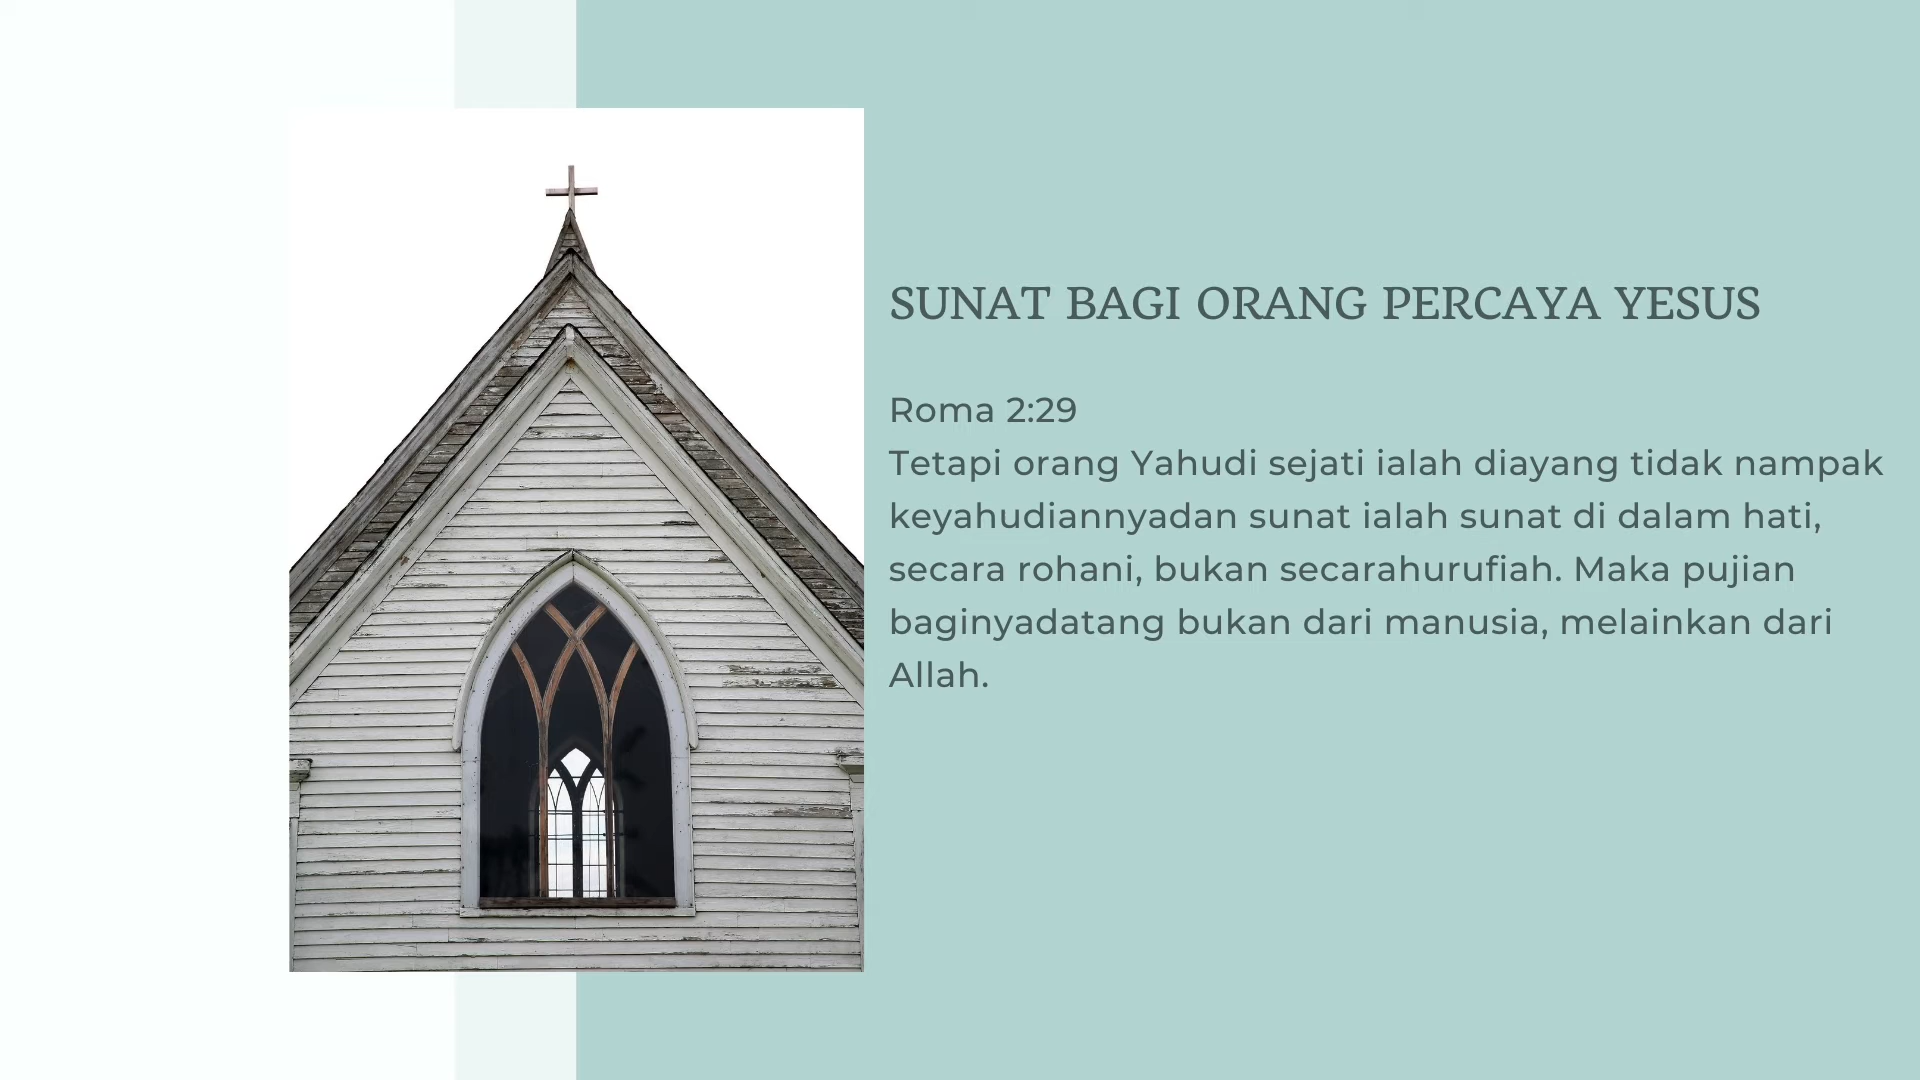 SUNAT BAGI ORANG PERCAYA YESUS
Roma 2:29
Tetapi orang Yahudi sejati ialah diayang tidak nampak
keyahudiannyadan sunat ialah sunat di dalam hati,
secara rohani, bukan secarahurufiah. Maka pujian
baginyadatang bukan dari manusia, melainkan dari
Allah.